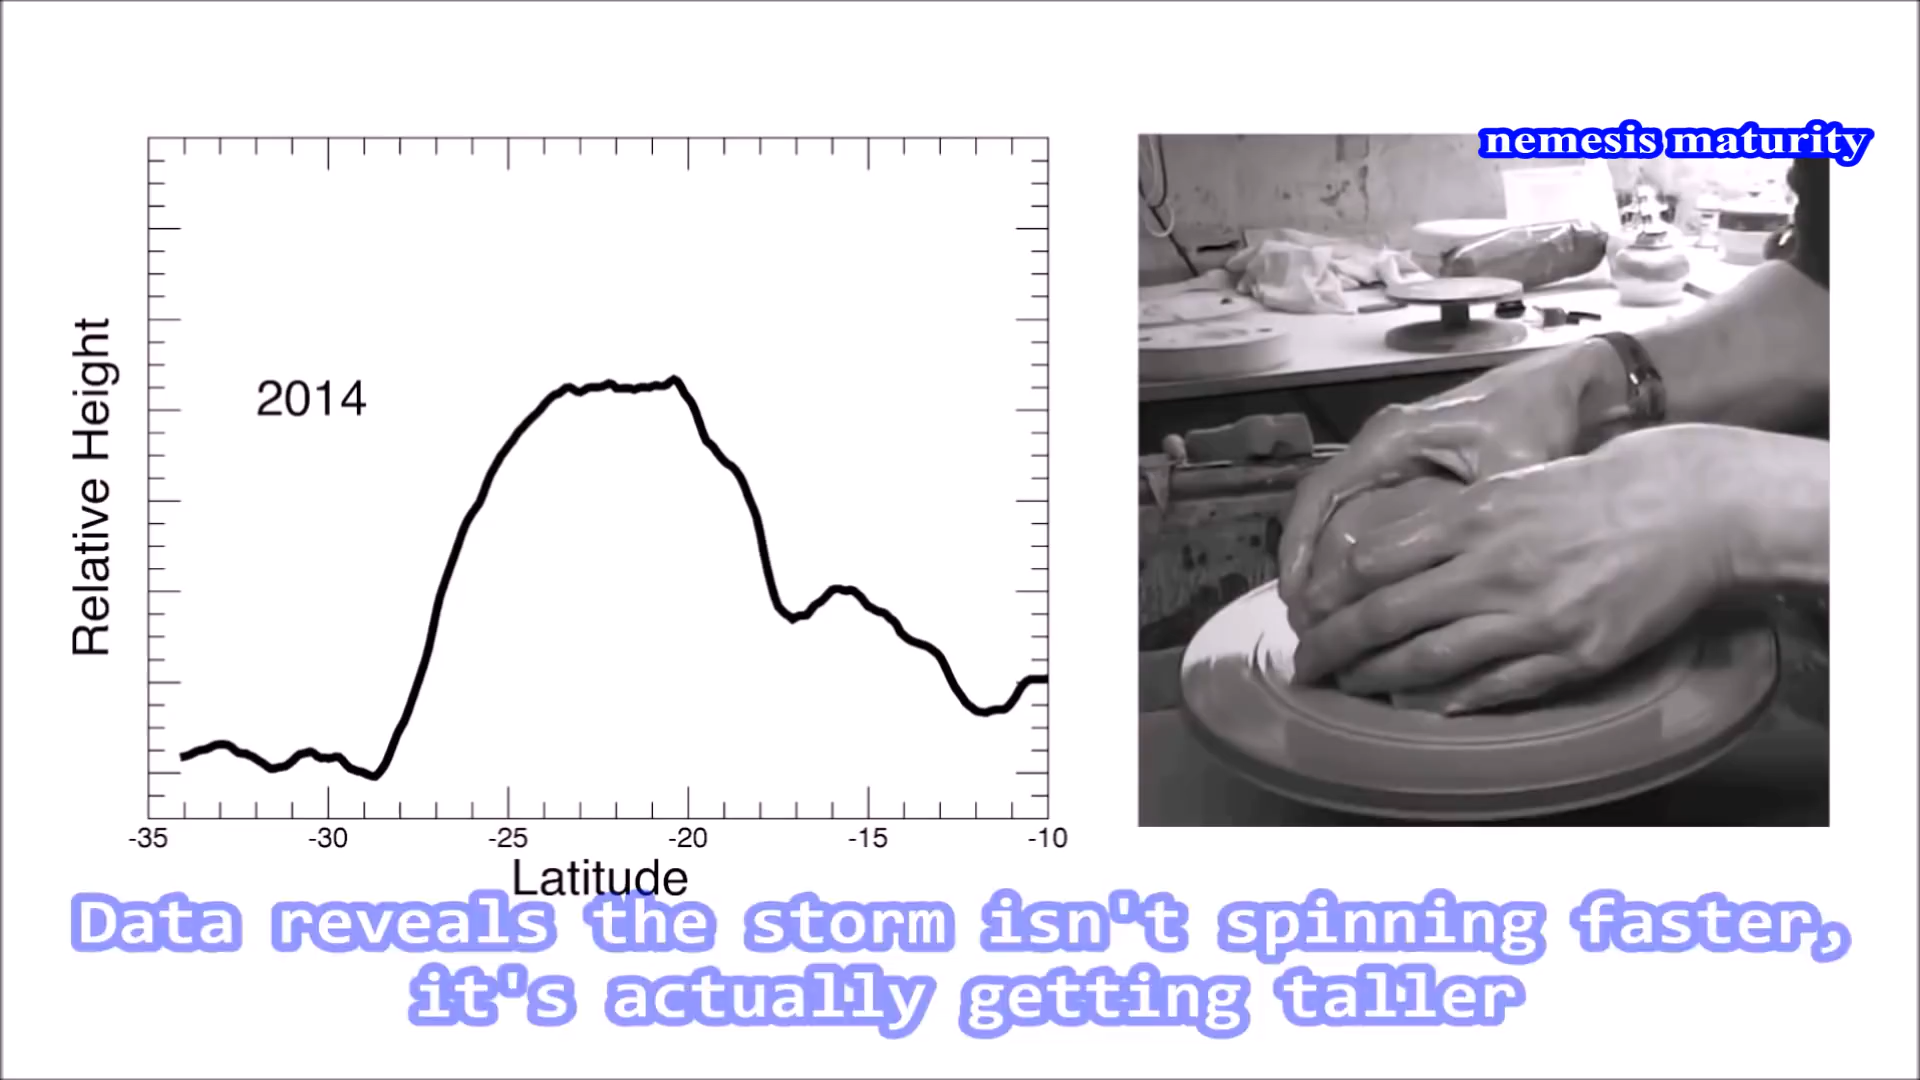 nemesis maturity
Relative Height
2014
-35 -30 -25 -20 -15 -10
Latitude
Data reveals the storm isn't spinning faster,
it's actually getting taller